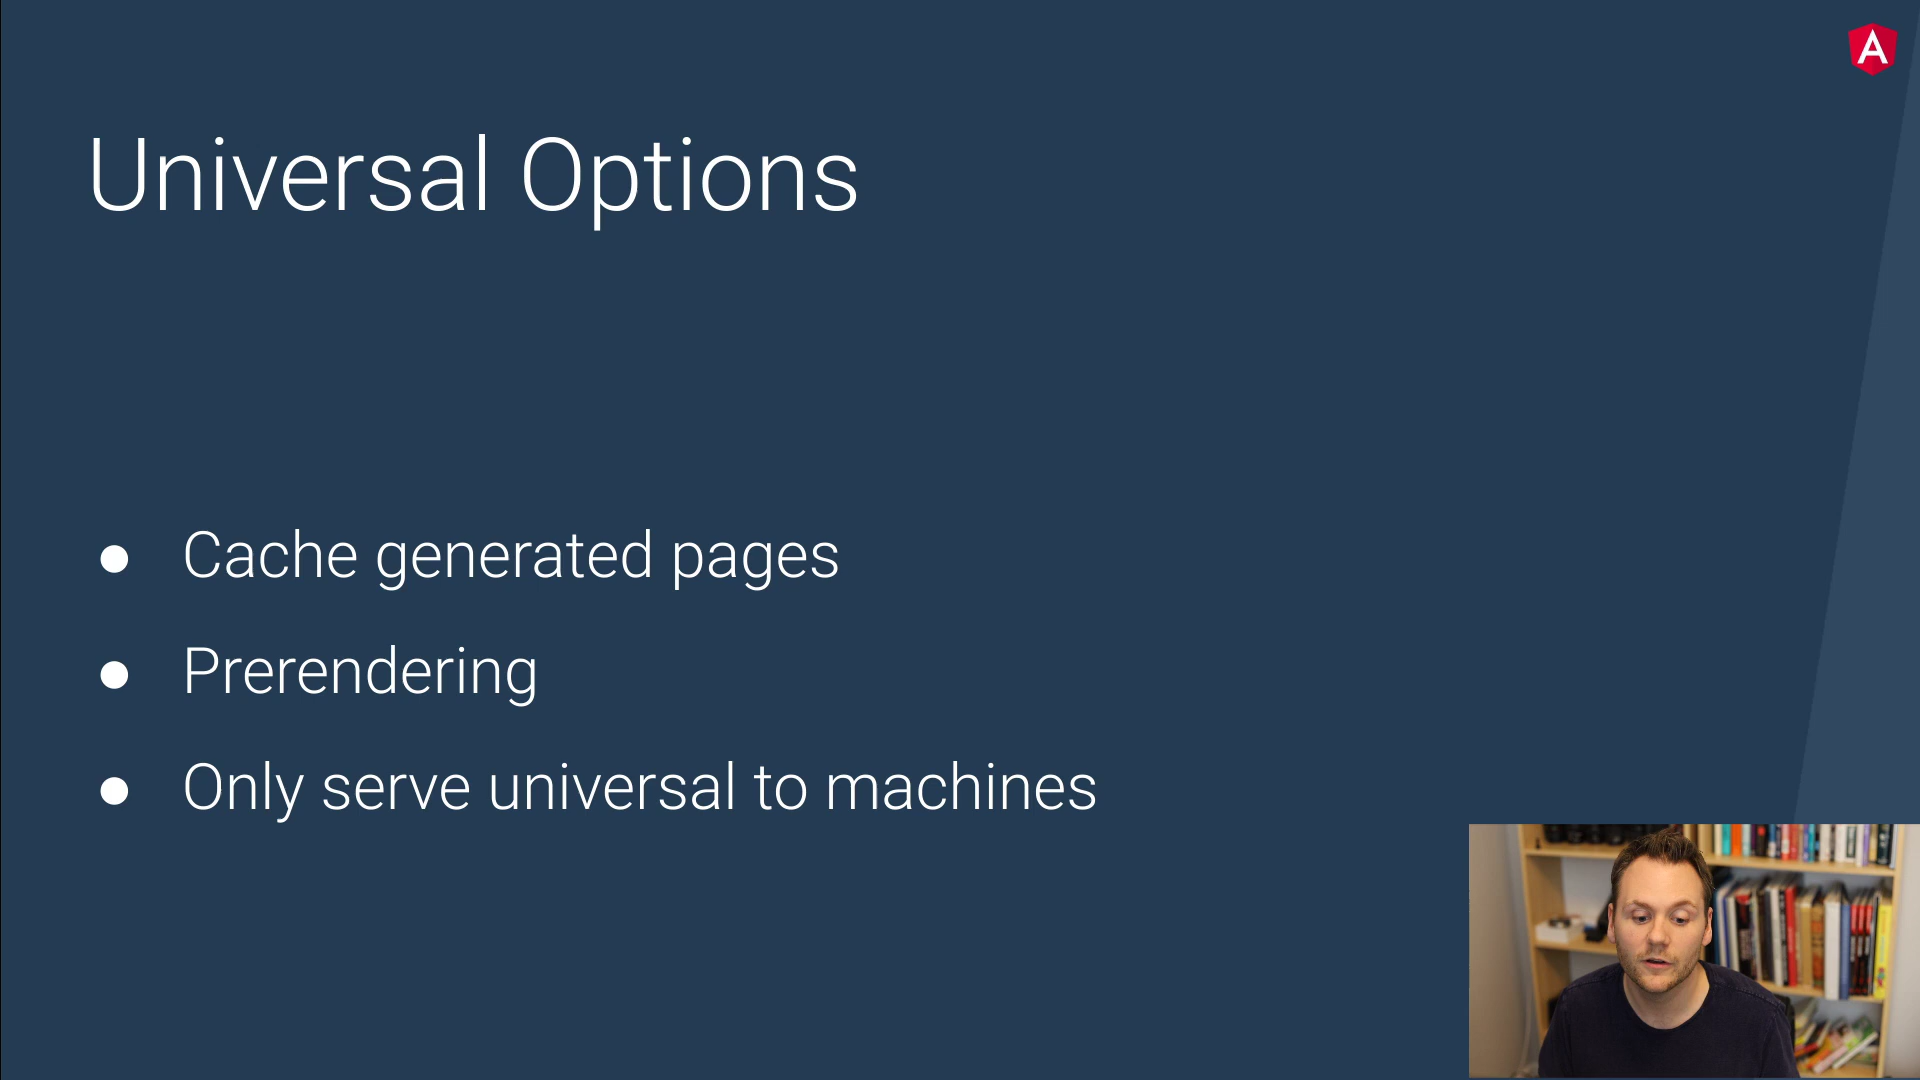 Universal Options
● Cache generated pages
● Prerendering
● Only serve universal to machines